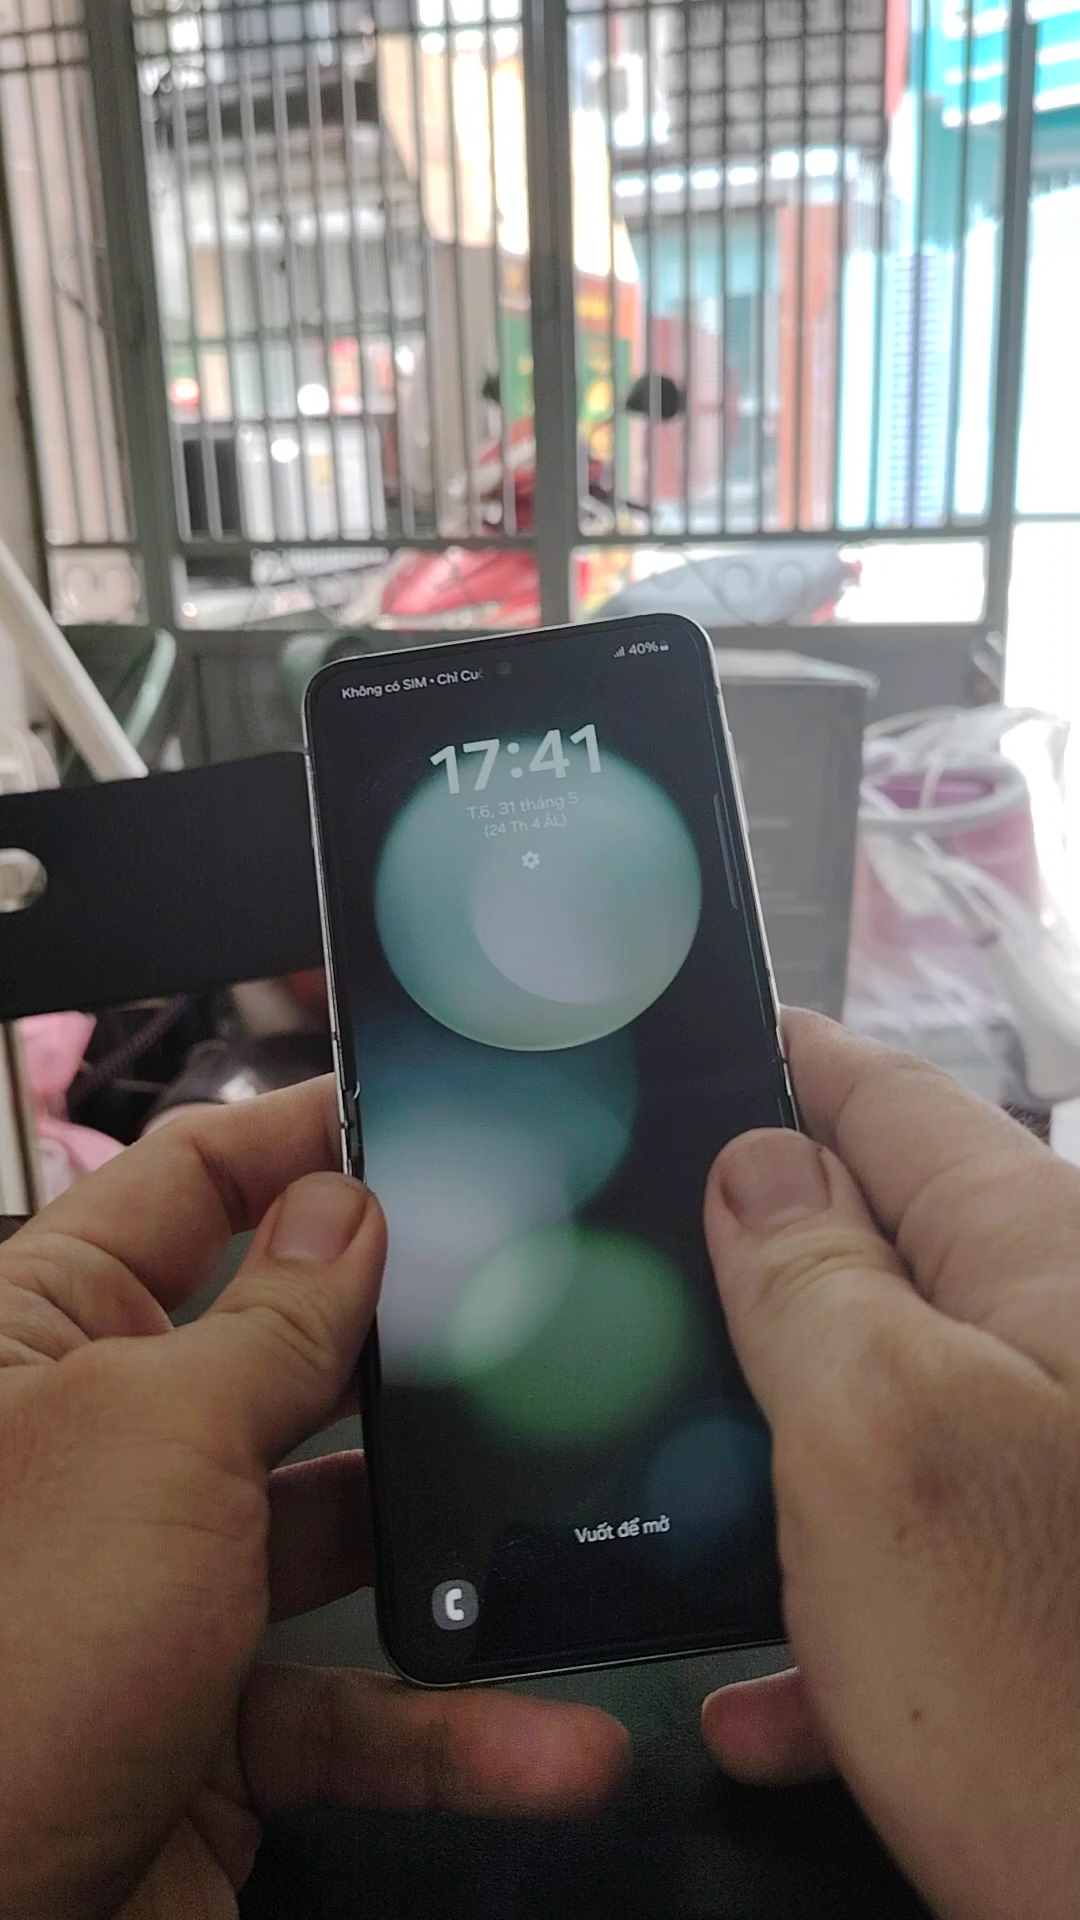 Không có SIM • Chỉ Cu
40%
17:41
T.6, 31 tháng 5
(24 Th 4 ÂL)
Vuốt để mở